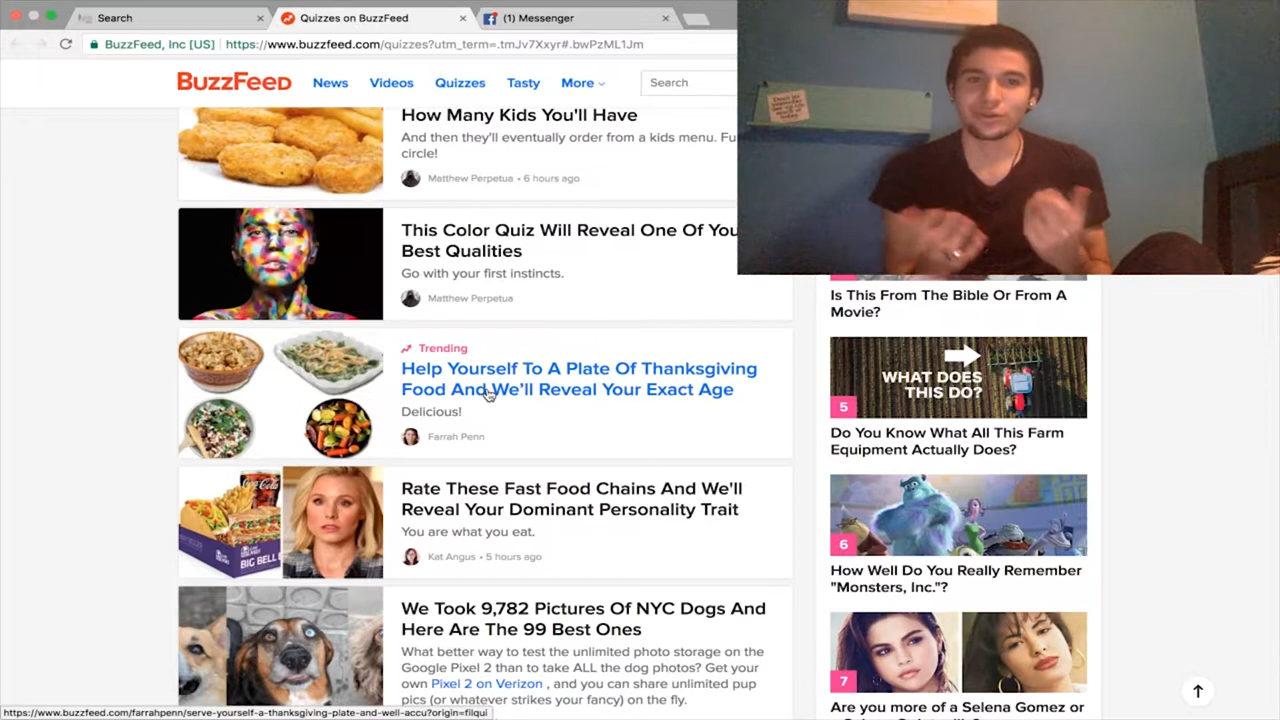 Search
Quizzes on BuzzFeed
(1) Messenger
BuzzFeed, Inc [US]
https://www.buzzfeed.com/quizzes?utm_term=.tmJv7Xxyr#.bwPzML1Jm
BuzzFeed
News
Videos
Quizzes
Tasty
More
Search
How Many Kids You'll Have
And then they'll eventually order from a kids menu. Fu
circle!
Matthew Perpetua • 6 hours ago
This Color Quiz Will Reveal One Of You
Best Qualities
Go with your first instincts.
Matthew Perpetua
Trending
Help Yourself To A Plate Of Thanksgiving
Food And We'll Reveal Your Exact Age
Delicious!
Farrah Penn
Rate These Fast Food Chains And We'll
Reveal Your Dominant Personality Trait
You are what you eat.
Kat Angus • 5 hours ago
BIG BELL
We Took 9,782 Pictures Of NYC Dogs And
Here Are The 99 Best Ones
What better way to test the unlimited photo storage on the
Google Pixel 2 than to take ALL the dog photos? Get your
own Pixel 2 on Verizon , and you can share unlimited pup
pics (or whatever strikes your fancy) on the fly.
Is This From The Bible Or From A
Movie?
WHAT DOES
THIS DO?
5
Do You Know What All This Farm
Equipment Actually Does?
6
How Well Do You Really Remember
"Monsters, Inc."?
7
Are you more of a Selena Gomez or
https://www.buzzfeed.com/farrahpenn/serve-yourself-a-thanksgiving-plate-and-well-accu?origin=filqui